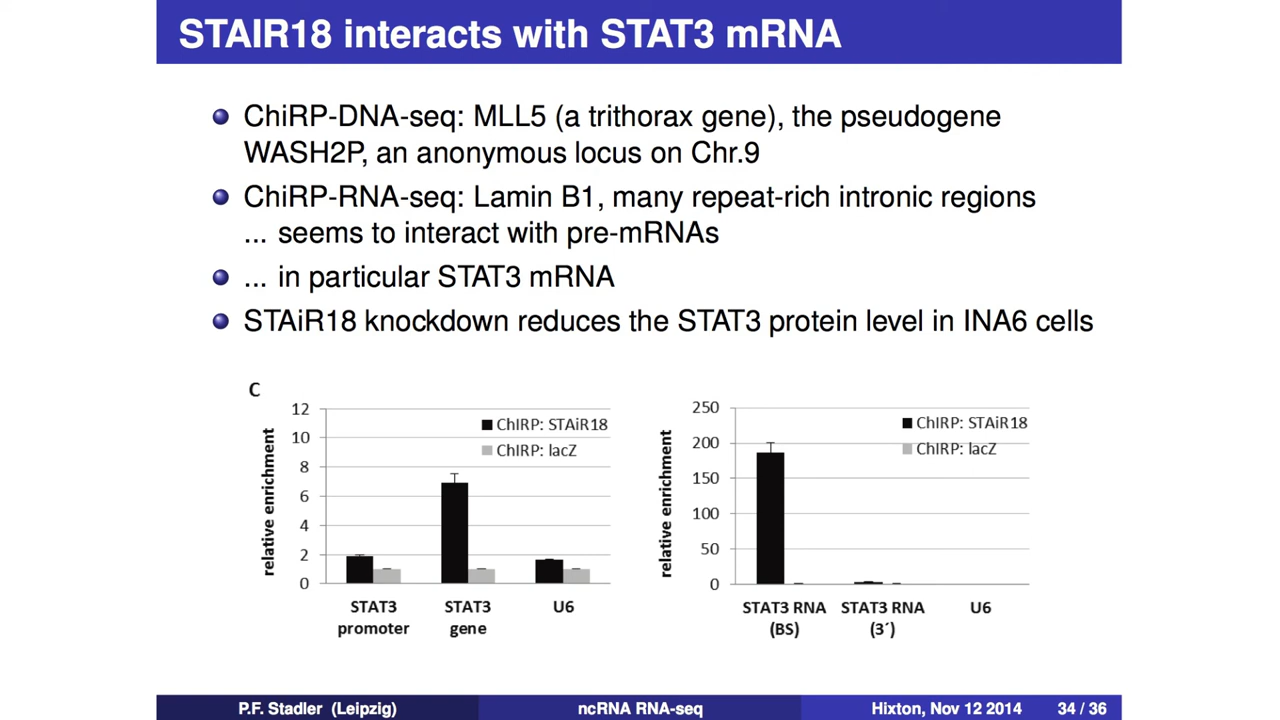 STAIR18 interacts with STAT3 mRNA
ChiRP-DNA-seq: MLL5 (a trithorax gene), the pseudogene
WASH2P, an anonymous locus on Chr.9
ChiRP-RNA-seq: Lamin B1, many repeat-rich intronic regions
... seems to interact with pre-mRNAs
... in particular STAT3 mRNA
STAiR18 knockdown reduces the STAT3 protein level in INA6 cells
C
relative enrichment
12
10
8
6
4
2
0
ChIRP: STAiR18
ChIRP: lacZ
STAT3
promoter
STAT3
gene
U6
relative enrichment
250
200
150
100
50
0
ChIRP: STAiR18
ChIRP: lacZ
STAT3 RNA
(BS)
STAT3 RNA
(3´)
U6
P.F. Stadler (Leipzig)
ncRNA RNA-seq
Hixton, Nov 12 2014
34 / 36